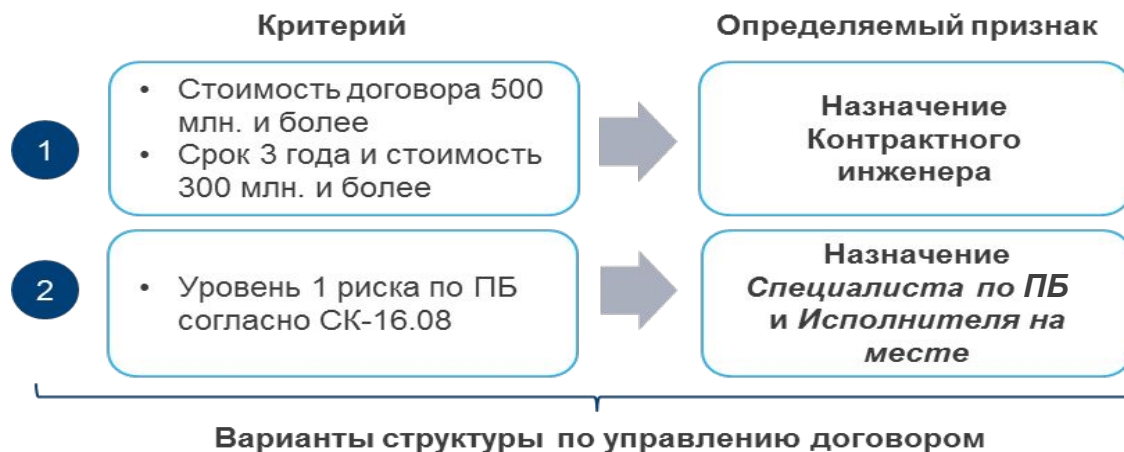 Критерий
Определяемый признак
1
• Стоимость договора 500
млн. и более
• Срок 3 года и стоимость
300 млн. и более
Назначение
Контрактного
инженера
2
• Уровень 1 риска по ПБ
согласно СК-16.08
Назначение
Специалиста по ПБ
и Исполнителя на
месте
Варианты структуры по управлению договором